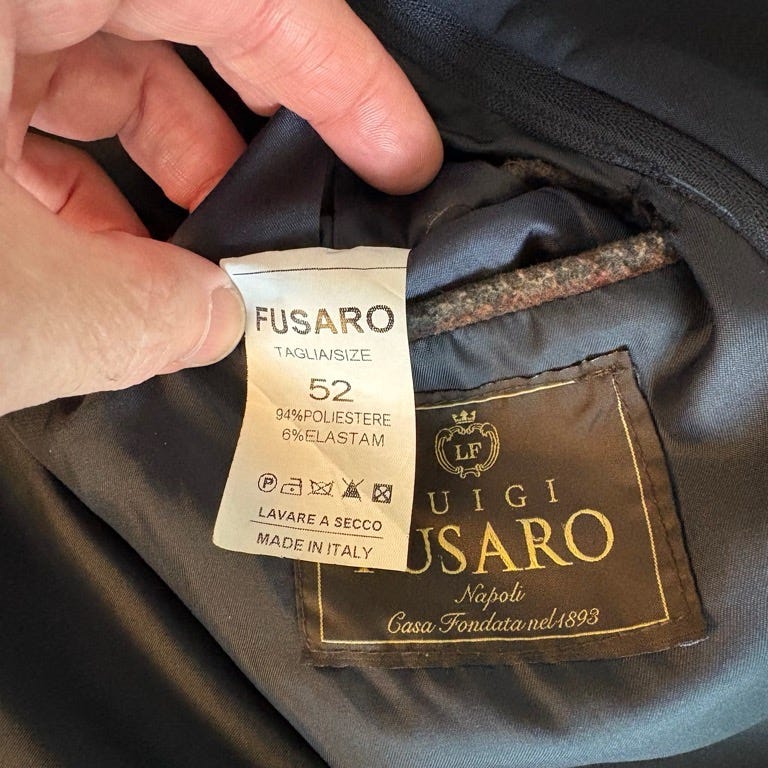 FUSARO
TAGLIA/SIZE
52
94%POLIESTERE
6%ELASTAM
P
LAVARE A SECCO
MADE IN ITALY
LF
UIGI
USARO
Napoli
Casa Fondata nel 1893